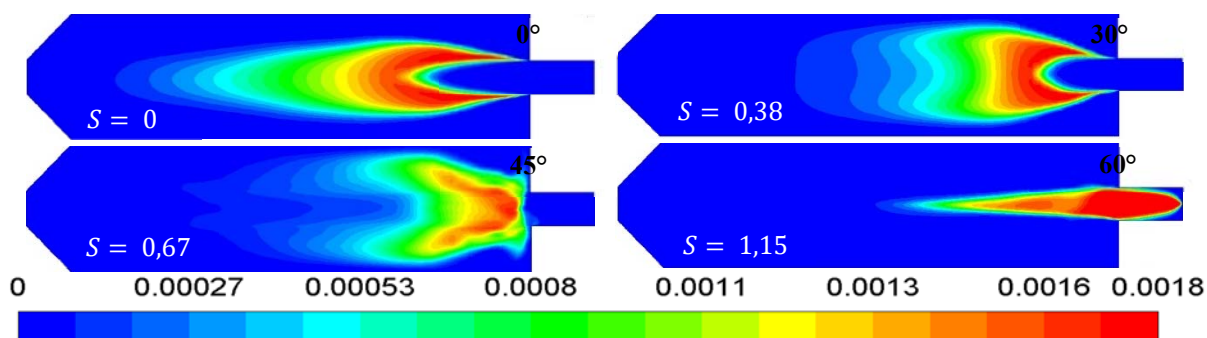 0°
30°
S = 0
S = 0,38
45°
60°
S = 0,67
S = 1,15
0 0.00027 0.00053 0.0008 0.0011 0.0013 0.0016 0.0018